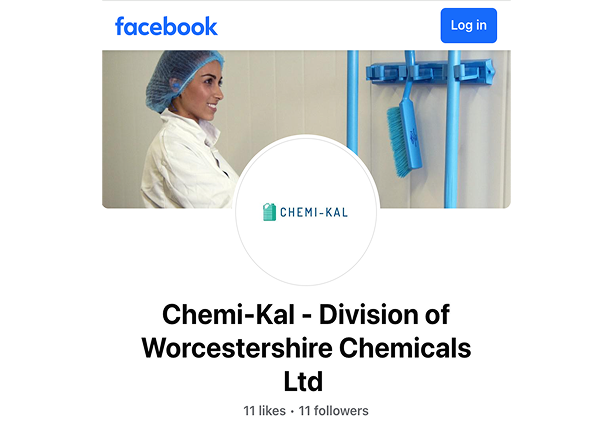 facebook
Log in
CHEMI-KAL
Chemi-Kal - Division of
Worcestershire Chemicals
Ltd
11 likes • 11 followers